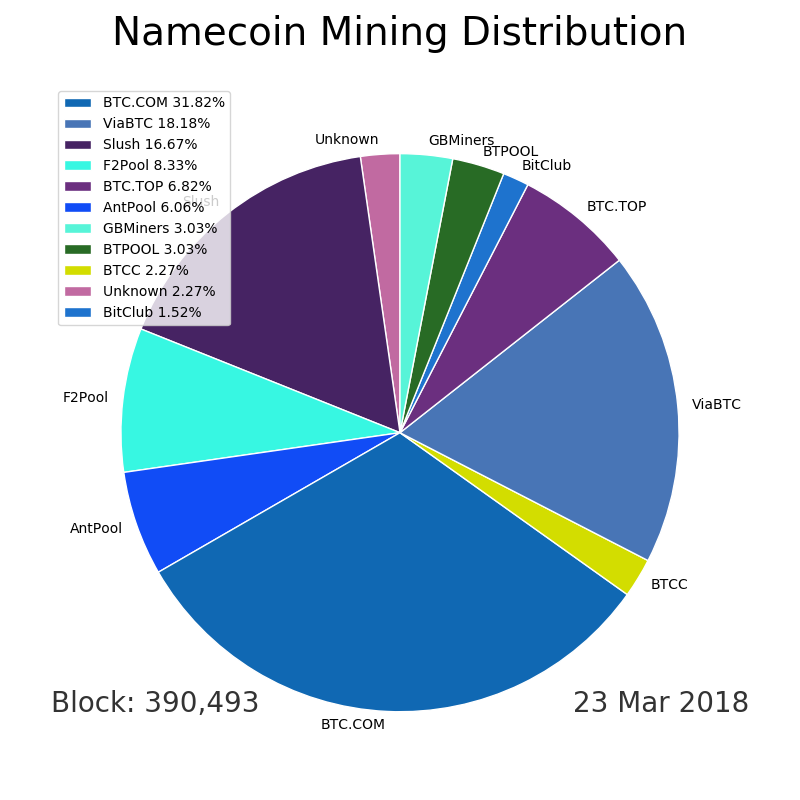 Namecoin Mining Distribution
BTC.COM 31.82%
ViaBTC 18.18%
Slush 16.67%
F2Pool 8.33%
BTC.TOP 6.82%
AntPool 6.06%
GBMiners 3.03%
BTPOOL 3.03%
BTCC 2.27%
Unknown 2.27%
BitClub 1.52%
Unknown
GBMiners
BTPOOL
BitClub
BTC.TOP
Slush
F2Pool
ViaBTC
AntPool
BTCC
BTC.COM
Block: 390,493
23 Mar 2018